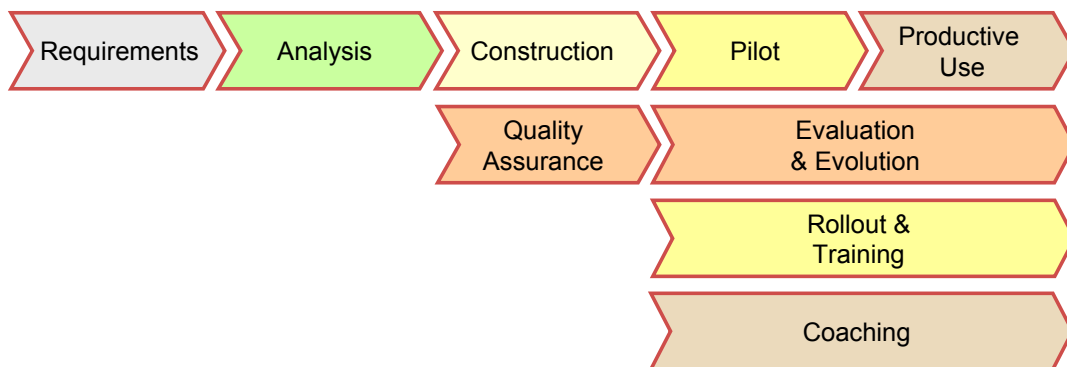 Requirements
Analysis
Construction
Pilot
Productive
Use
Quality
Assurance
Evaluation
& Evolution
Rollout &
Training
Coaching